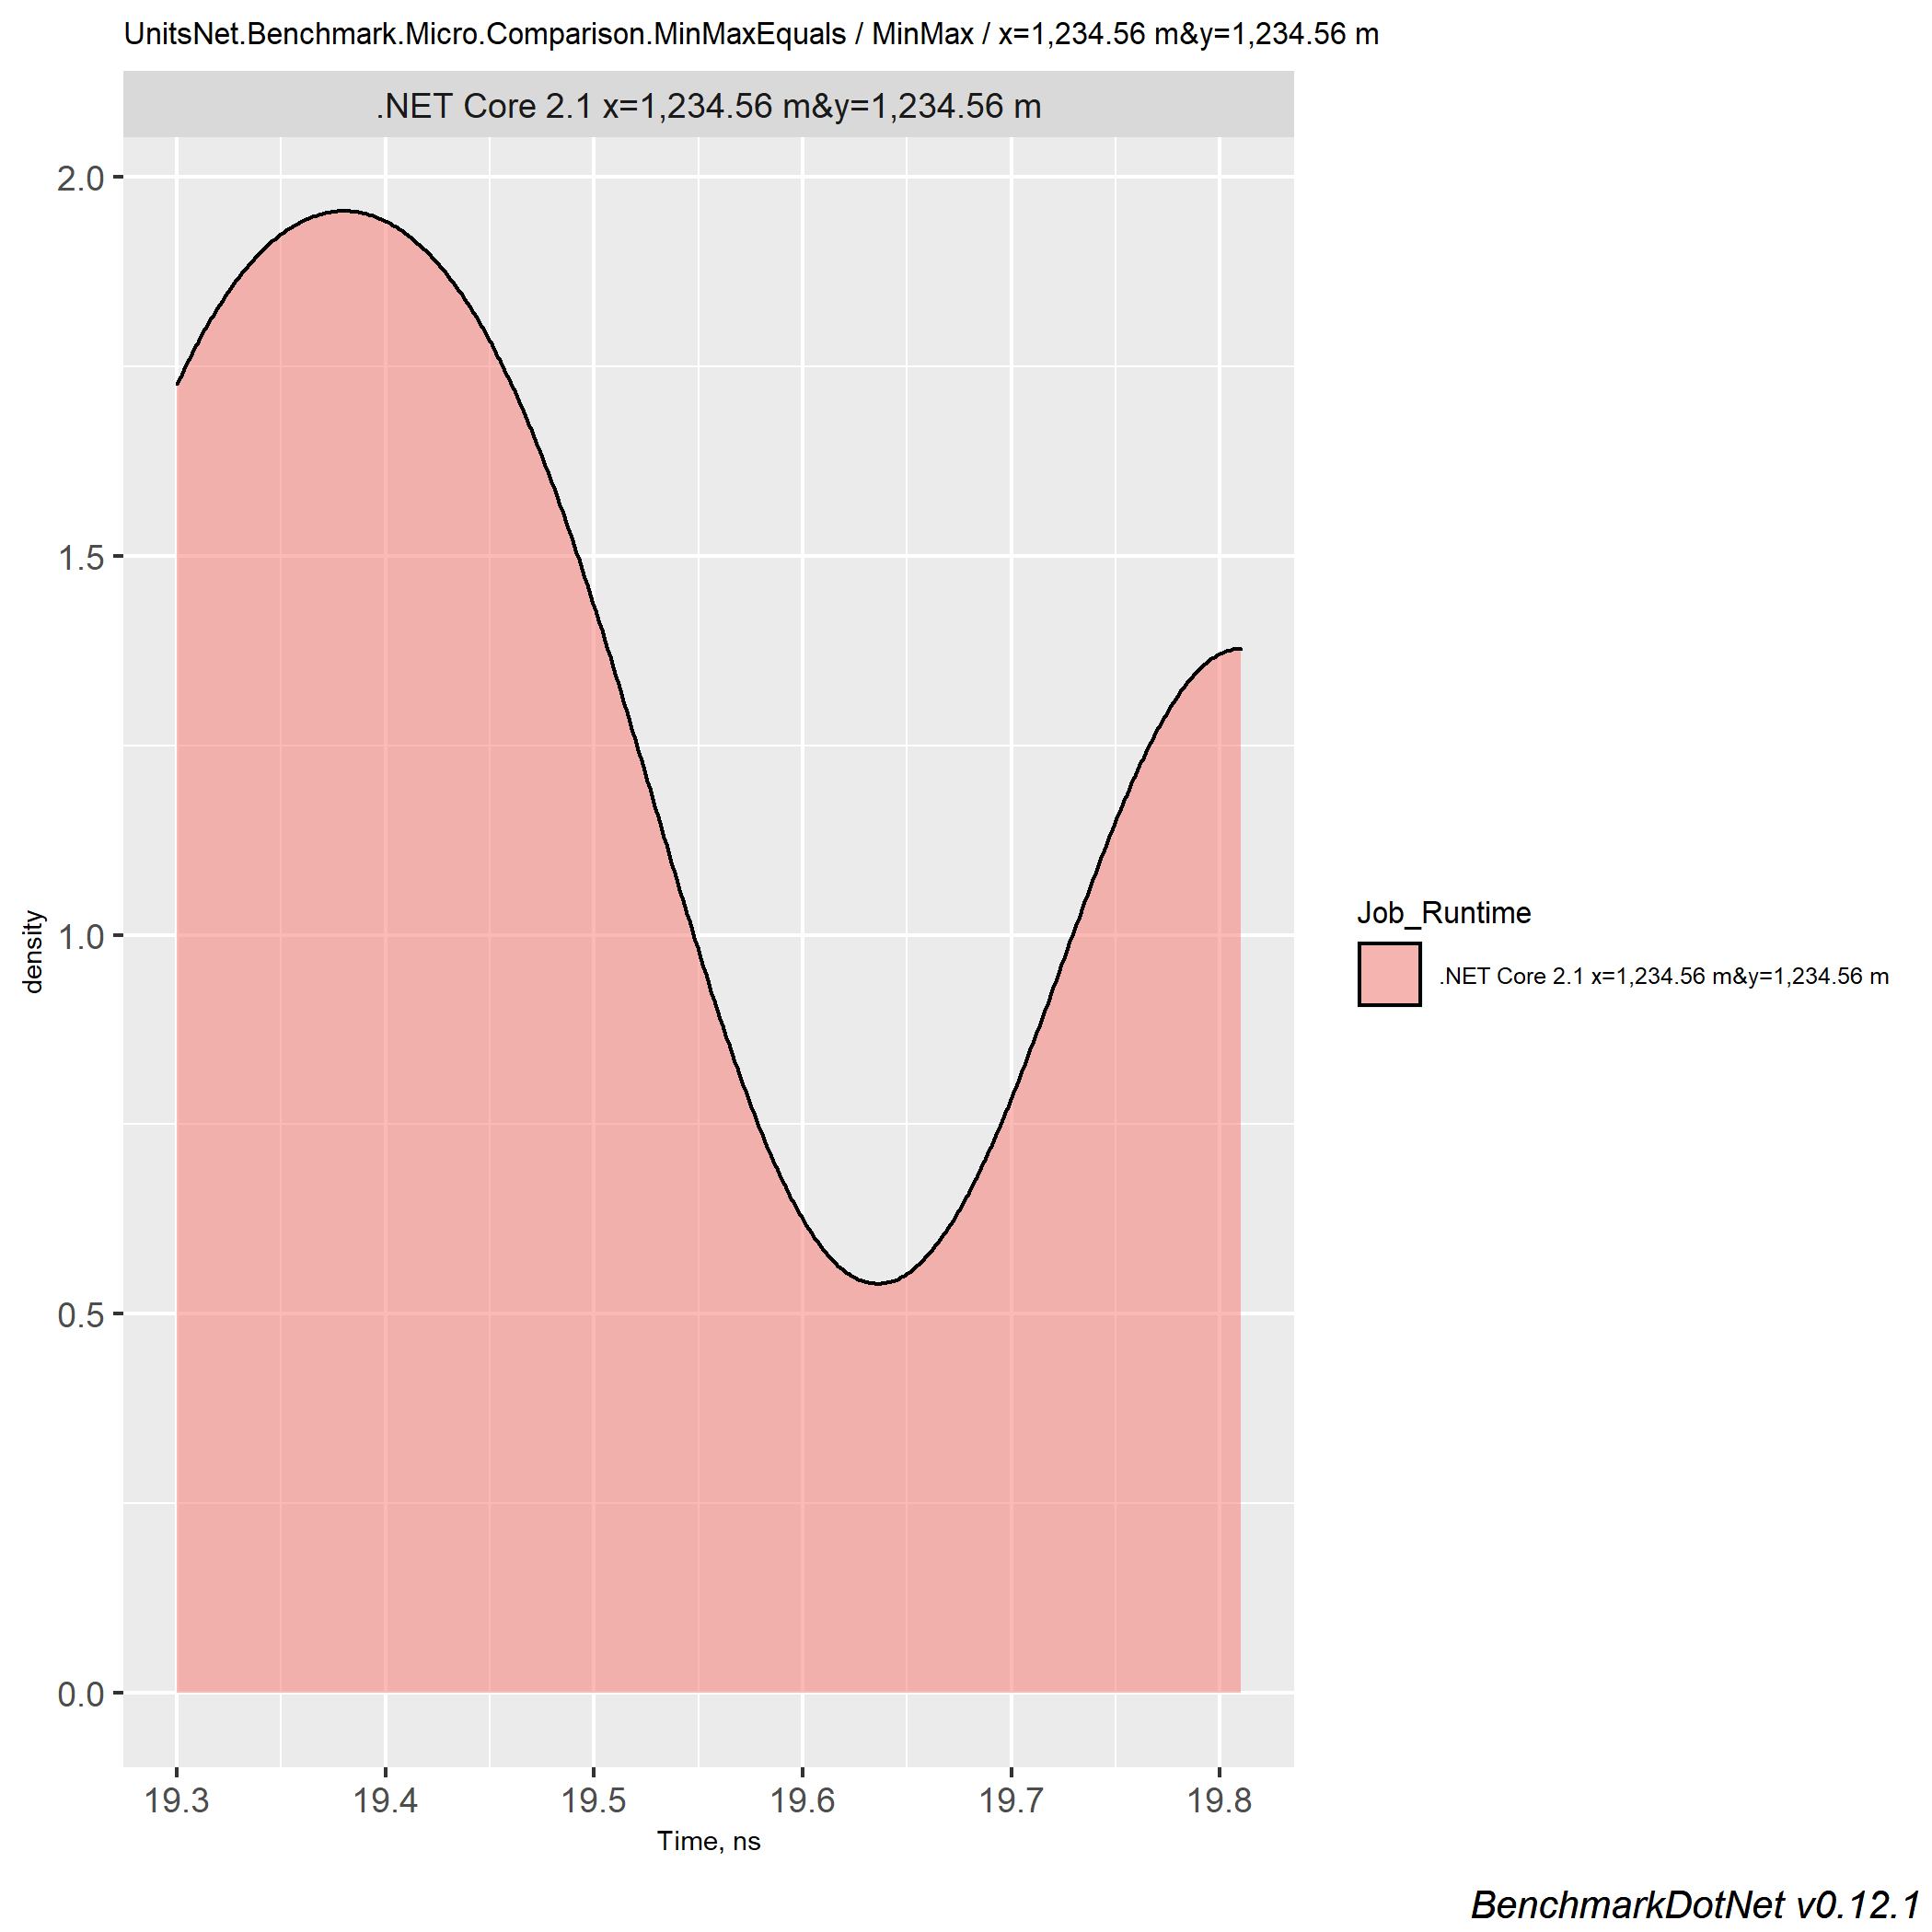 UnitsNet.Benchmark.Micro.Comparison.MinMaxEquals / MinMax / x=1,234.56 m&y=1,234.56 m
.NET Core 2.1 x=1,234.56 m&y=1,234.56 m
2.0
1.5
1.0
0.5
0.0
density
19.3 19.4 19.5 19.6 19.7 19.8
Time, ns
Job_Runtime
.NET Core 2.1 x=1,234.56 m&y=1,234.56 m
BenchmarkDotNet v0.12.1